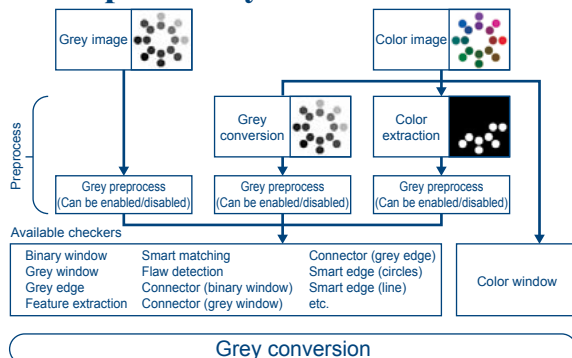 Grey image
Color image
Preprocess
Grey
conversion
Color
extraction
Grey preprocess
(Can be enabled/disabled)
Grey preprocess
(Can be enabled/disabled)
Grey preprocess
(Can be enabled/disabled)
Available checkers
Binary window
Grey window
Grey edge
Feature extraction
Smart matching
Flaw detection
Connector (binary window)
Connector (grey window)
Connector (grey edge)
Smart edge (circles)
Smart edge (line)
etc.
Color window
Grey conversion